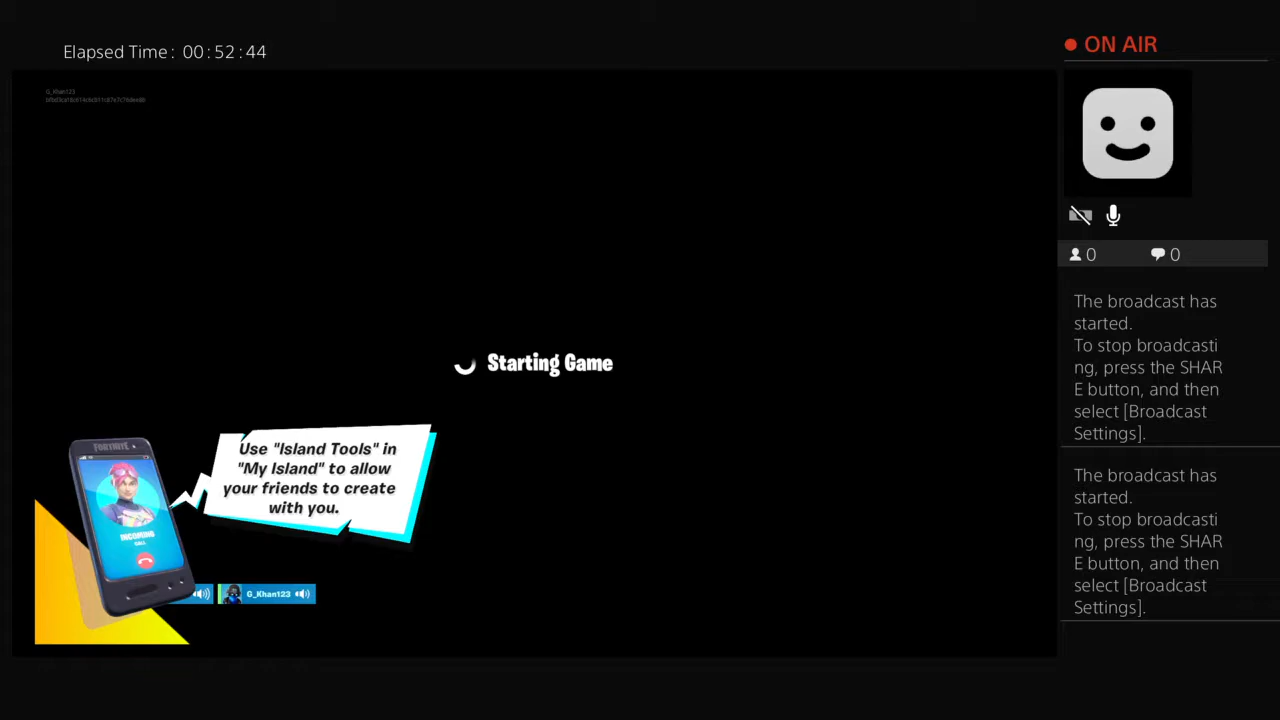 Elapsed Time: 00:52:44
ON AIR
G_Khan123
Starting Game
Use "Island Tools" in
"My Island" to allow
your friends to create
with you.
FORTNITE
INCOMING
CALL
G_Khan123
0
0
The broadcast has
started.
To stop broadcasti
ng, press the SHAR
E button, and then
select [Broadcast
Settings].
The broadcast has
started.
To stop broadcasti
ng, press the SHAR
E button, and then
select [Broadcast
Settings].